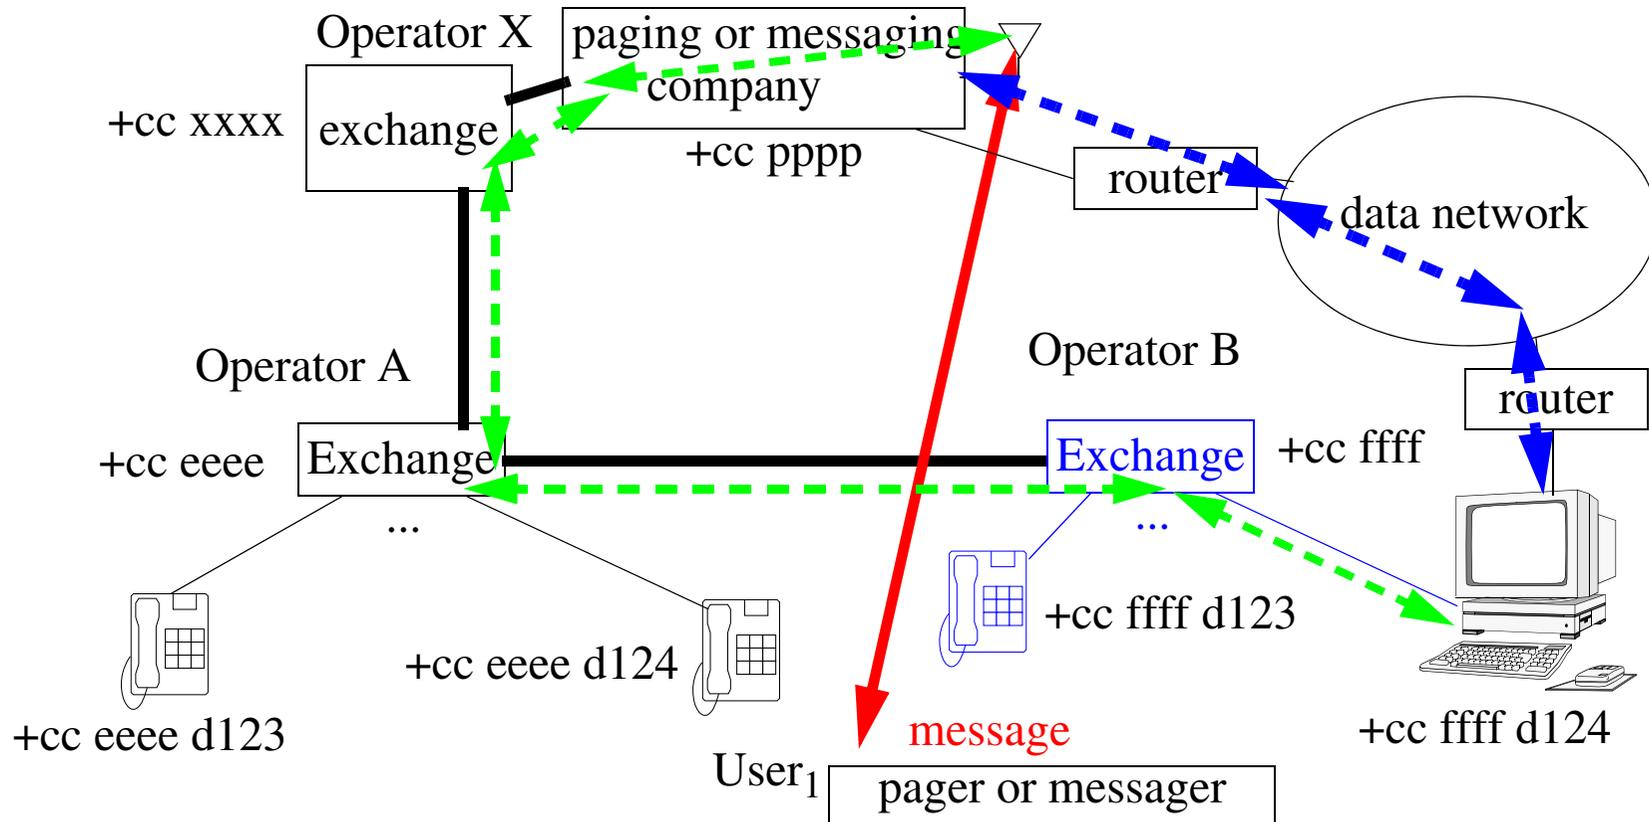 Operator X
paging or messaging
company
+cc xxxx
exchange
+cc pppp
router
data network
Operator A
Operator B
router
+cc eeee
Exchange
Exchange
+cc ffff
...
...
+cc ffff d123
+cc eeee d124
+cc eeee d123
+cc ffff d124
message
User1
pager or messager